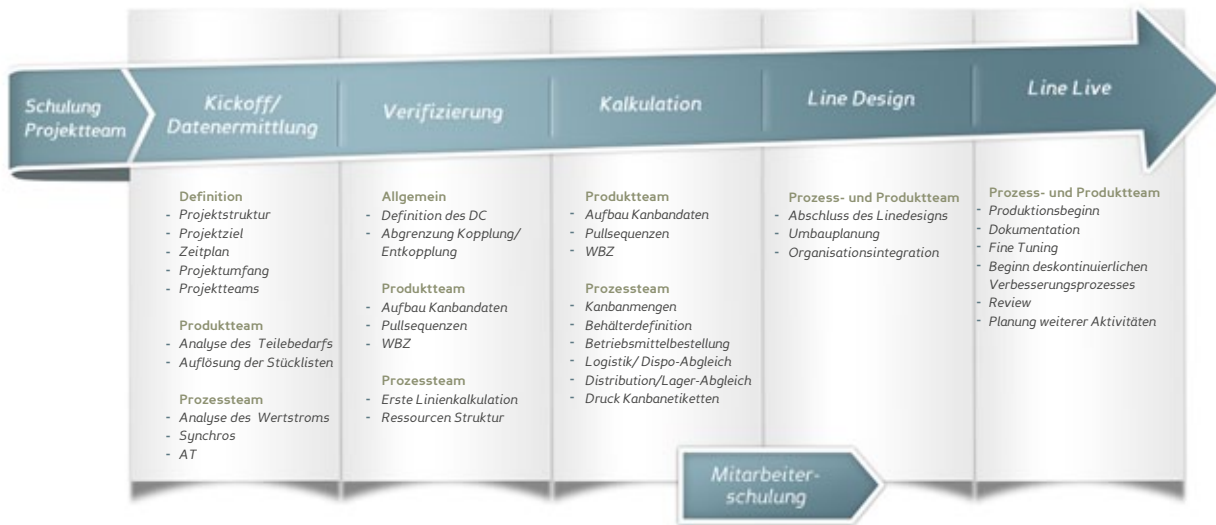 Schulung
Projektteam
Kickoff/
Datenermittlung
Verifizierung
Kalkulation
Line Design
Line Live
Definition
- Projektstruktur
- Projektziel
- Zeitplan
- Projektumfang
- Projektteams
Produktteam
- Analyse des Teilebedarfs
- Auflösung der Stücklisten
Prozessteam
- Analyse des Wertstroms
- Synchros
- AT
Allgemein
- Definition des DC
- Abgrenzung Kopplung/
Entkopplung
Produktteam
- Aufbau Kanbandaten
- Pullsequenzen
- WBZ
Prozessteam
- Erste Linienkalkulation
- Ressourcen Struktur
Produktteam
- Aufbau Kanbandaten
- Pullsequenzen
- WBZ
Prozessteam
- Kanbanmengen
- Behälterdefinition
- Betriebsmittelbestellung
- Logistik/ Dispo-Abgleich
- Distribution/Lager-Abgleich
- Druck Kanbanetiketten
Prozess- und Produktteam
- Abschluss des Linedesigns
- Umbauplanung
- Organisationsintegration
Prozess- und Produktteam
- Produktionsbeginn
- Dokumentation
- Fine Tuning
- Beginn deskontinuierlichen
Verbesserungsprozesses
- Review
- Planung weiterer Aktivitäten
Mitarbeiter-
schulung